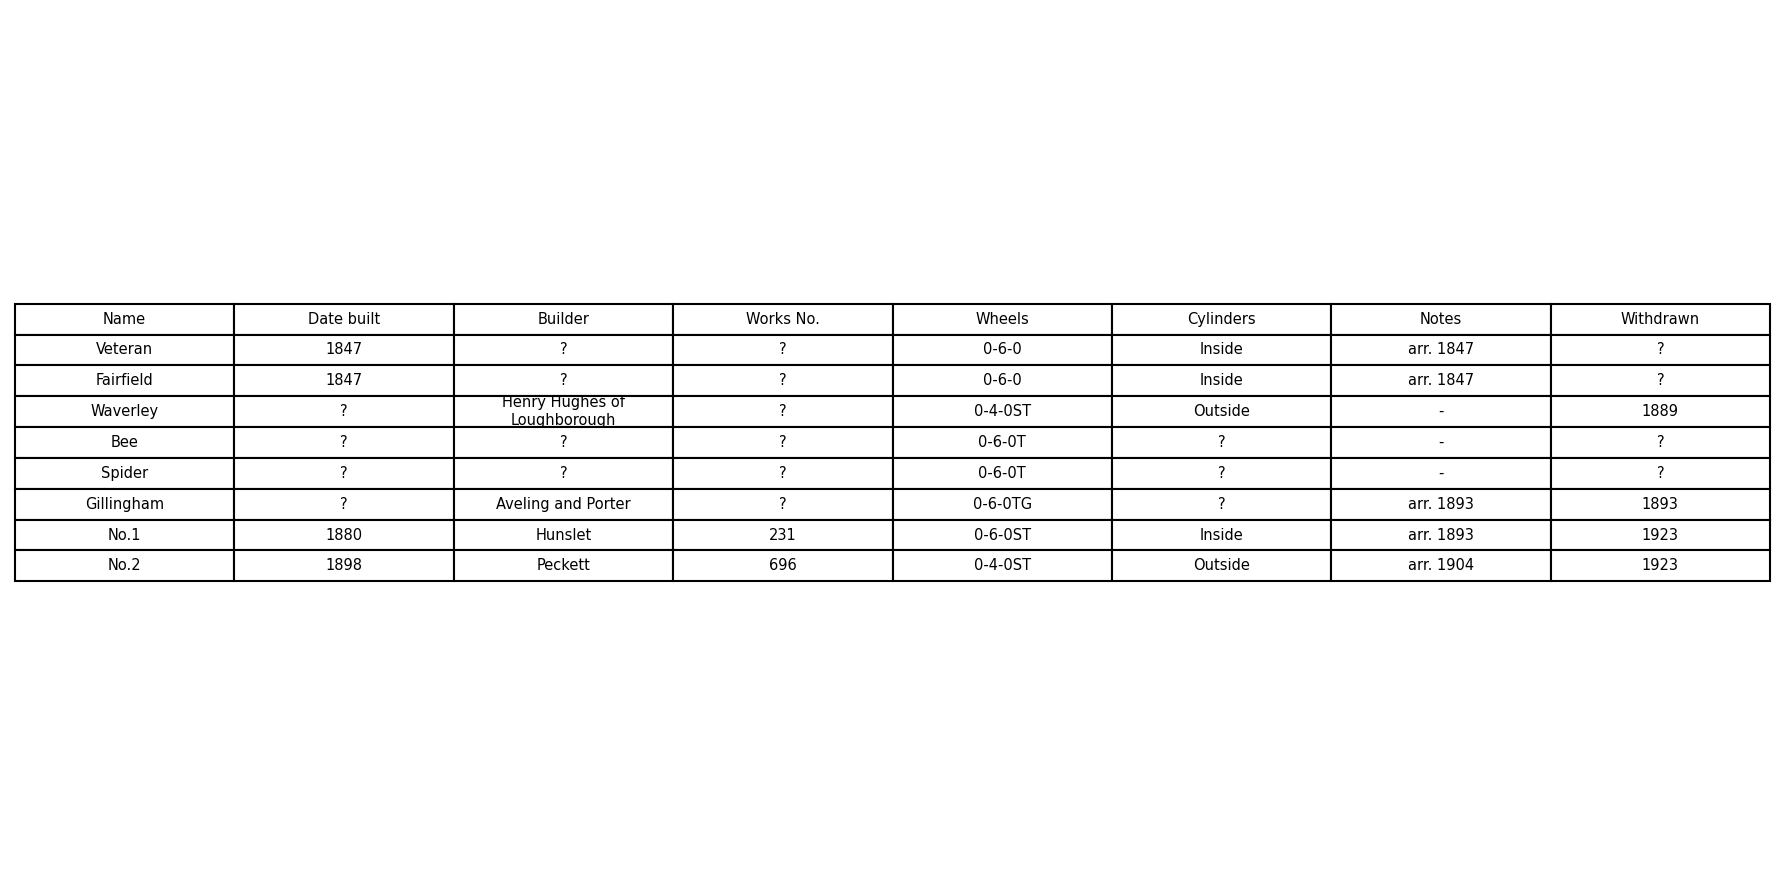 Name Date built Builder Works No. Wheels Cylinders Notes Withdrawn
Veteran 1847 ? ? 0-6-0 Inside arr. 1847 ?
Fairfield 1847 ? ? 0-6-0 Inside arr. 1847 ?
Waverley ? Henry Hughes of Loughborough ? 0-4-0ST Outside - 1889
Bee ? ? ? 0-6-0T ? - ?
Spider ? ? ? 0-6-0T ? - ?
Gillingham ? Aveling and Porter ? 0-6-0TG ? arr. 1893 1893
No.1 1880 Hunslet 231 0-6-0ST Inside arr. 1893 1923
No.2 1898 Peckett 696 0-4-0ST Outside arr. 1904 1923